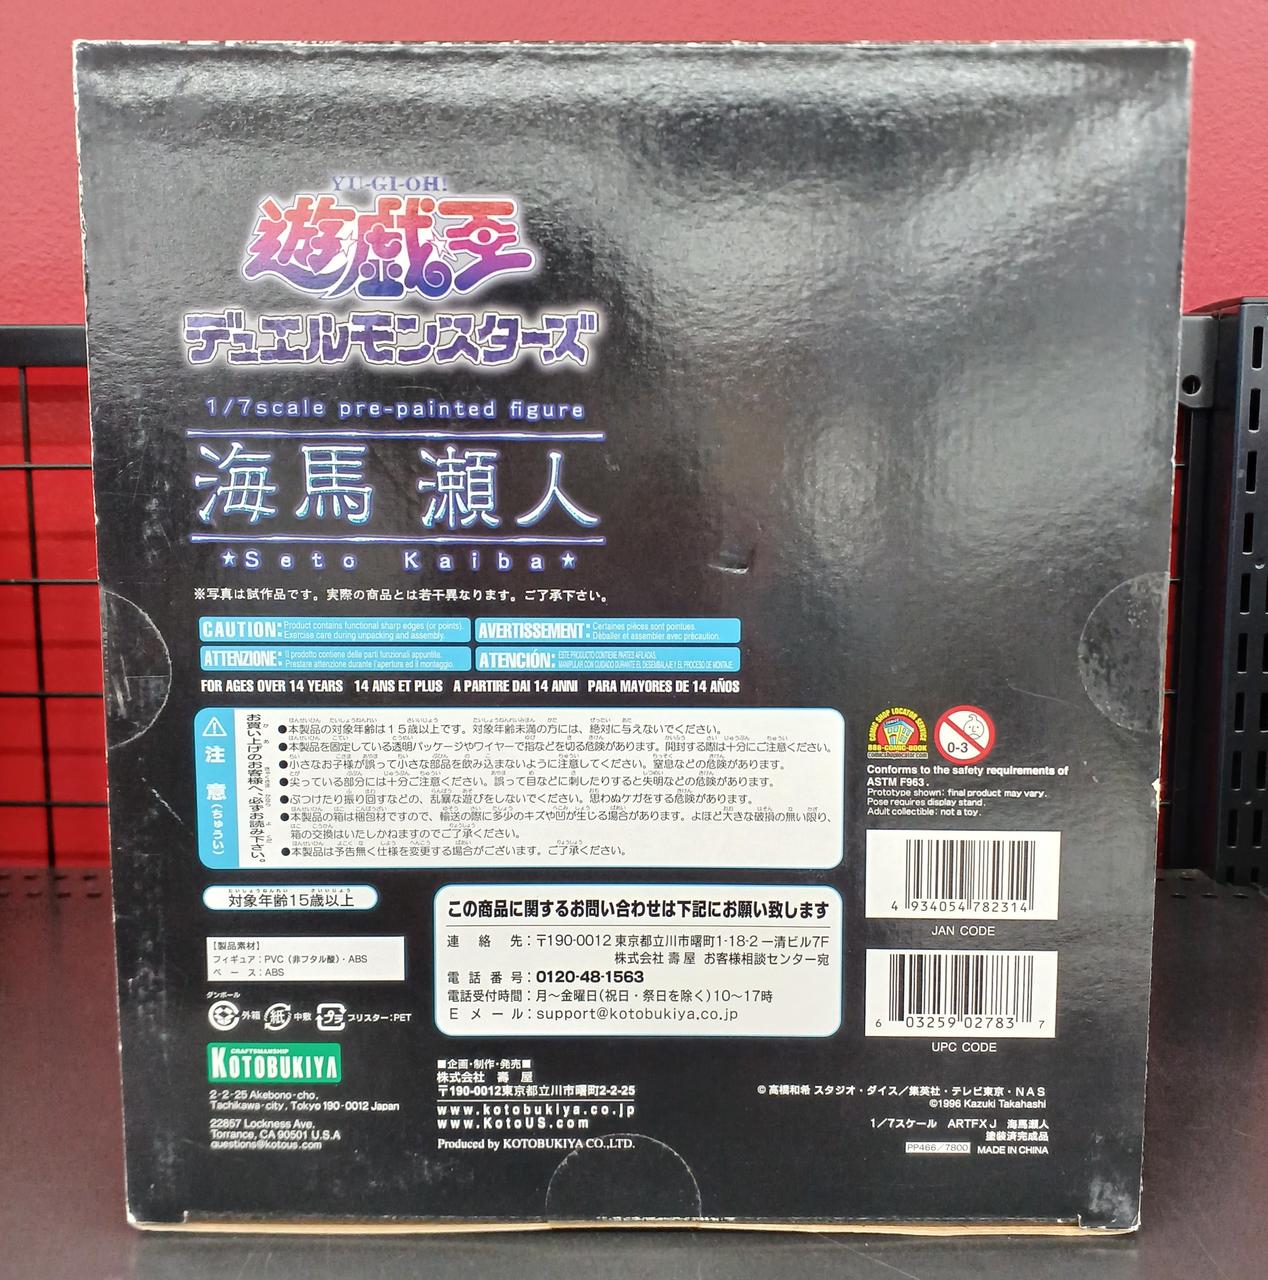 YU-GI-OH!
遊☆戯☆王
デュエルモンスターズ
1/7scale pre-painted figure
海馬 瀬人
★Seto Kaiba★
※写真は試作品です。実際の商品とは若干異なります。ご了承下さい。
CAUTION: Product contains functional sharp edges (or points). Exercise care during unpacking and assembly.
AVERTISSEMENT: Certaines pièces sont pointues. Déballer et assembler avec précaution.
ATTENZIONE: Il prodotto contiene delle parti funzionali appuntite. Prestare attenzione durante l'apertura ed il montaggio.
ATENCIÓN: ESTE PRODUCTO CONTIENE PARTES AFILADAS. MANIPULAR CON CUIDADO DURANTE EL DESEMBALAJE Y EL PROCESO DE MONTAJE.
FOR AGES OVER 14 YEARS 14 ANS ET PLUS A PARTIRE DAI 14 ANNI PARA MAYORES DE 14 AÑOS
注意(ちゅうい)
お買い上げのお客様へ 必ずお読み下さい。
●本製品の対象年齢は15歳以上です。対象年齢未満の方には、絶対に与えないでください。
●本製品を固定している透明パッケージやワイヤーで指などを切る危険があります。開封する際は十分にご注意ください。
●小さなお子様が誤って小さな部品を飲み込まないように注意してください。窒息などの危険があります。
●尖っている部分には十分ご注意ください。誤って目などに刺したりすると失明などの危険があります。
●ぶつけたり振り回すなどの、乱暴な遊びをしないでください。思わぬケガをする危険があります。
●本製品の箱は梱包材ですので、輸送の際に多少のキズや凹が生じる場合があります。よほど大きな破損の無い限り、
箱の交換はいたしかねますのでご了承ください。
●本製品は予告無く仕様を変更する場合がございます。ご了承ください。
COMIC SHOP LOCATOR SERVICE
888-COMIC-BOOK
comicshoplocator.com
0-3
Conforms to the safety requirements of
ASTM F963.
Prototype shown: final product may vary.
Pose requires display stand.
Adult collectible: not a toy.
対象年齢15歳以上
【製品素材】
フィギュア：PVC（非フタル酸）・ABS
ベース：ABS
ダンボール
外箱 紙 中敷 プラ ブリスター：PET
この商品に関するお問い合わせは下記にお願い致します
連絡先：〒190-0012 東京都立川市曙町1-18-2 一清ビル7F
株式会社 壽屋 お客様相談センター宛
電話番号：0120-48-1563
電話受付時間：月～金曜日(祝日・祭日を除く)10～17時
Eメール：support@kotobukiya.co.jp
4 934054 782314
JAN CODE
6 03259 02783 7
UPC CODE
CRAFTSMANSHIP
KOTOBUKIYA
2-2-25 Akebono-cho,
Tachikawa-city, Tokyo 190-0012 Japan
22857 Lockness Ave.
Torrance, CA 90501 U.S.A
questions@kotous.com
■企画・制作・発売■
株式会社 壽 屋
〒190-0012東京都立川市曙町2-2-25
www.kotobukiya.co.jp
www.KotoUS.com
Produced by KOTOBUKIYA CO.,LTD.
© 高橋和希 スタジオ・ダイス／集英社・テレビ東京・NAS
©1996 Kazuki Takahashi
1/7スケール ARTFX J 海馬瀬人
塗装済完成品
PP466/7800 MADE IN CHINA